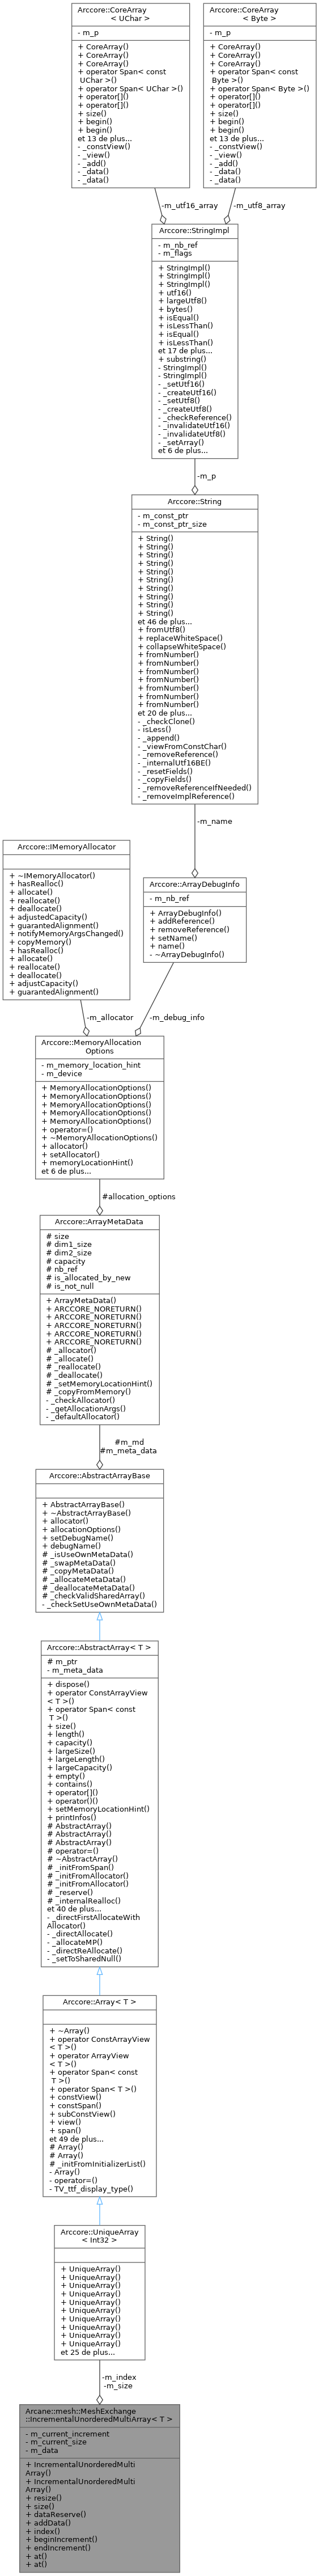 Arccore::CoreArray
< UChar >
- m_p
+ CoreArray()
+ CoreArray()
+ CoreArray()
+ operator Span< const
UChar >()
+ operator Span< UChar >()
+ operator[]()
+ operator[]()
+ size()
+ begin()
+ begin()
et 13 de plus...
- _constView()
- _view()
- _add()
- _data()
- _data()
Arccore::CoreArray
< Byte >
- m_p
+ CoreArray()
+ CoreArray()
+ CoreArray()
+ operator Span< const
Byte >()
+ operator Span< Byte >()
+ operator[]()
+ operator[]()
+ size()
+ begin()
+ begin()
et 13 de plus...
- _constView()
- _view()
- _add()
- _data()
- _data()
-m_utf16_array
-m_utf8_array
Arccore::StringImpl
- m_nb_ref
- m_flags
+ StringImpl()
+ StringImpl()
+ StringImpl()
+ utf16()
+ largeUtf8()
+ bytes()
+ isEqual()
+ isLessThan()
+ isEqual()
+ isLessThan()
et 17 de plus...
+ substring()
- StringImpl()
- StringImpl()
- _setUtf16()
- _createUtf16()
- _setUtf8()
- _createUtf8()
- _checkReference()
- _invalidateUtf16()
- _invalidateUtf8()
- _setArray()
et 6 de plus...
-m_p
Arccore::String
- m_const_ptr
- m_const_ptr_size
+ String()
+ String()
+ String()
+ String()
+ String()
+ String()
+ String()
+ String()
+ String()
+ String()
et 46 de plus...
+ fromUtf8()
+ replaceWhiteSpace()
+ collapseWhiteSpace()
+ fromNumber()
+ fromNumber()
+ fromNumber()
+ fromNumber()
+ fromNumber()
+ fromNumber()
+ fromNumber()
et 20 de plus...
- _checkClone()
- isLess()
- _append()
- _viewFromConstChar()
- _removeReference()
- _internalUtf16BE()
- _resetFields()
- _copyFields()
- _removeReferenceIfNeeded()
- _removeImplReference()
-m_name
Arccore::IMemoryAllocator
+ ~IMemoryAllocator()
+ hasRealloc()
+ allocate()
+ reallocate()
+ deallocate()
+ adjustedCapacity()
+ guarantedAlignment()
+ notifyMemoryArgsChanged()
+ copyMemory()
+ hasRealloc()
+ allocate()
+ reallocate()
+ deallocate()
+ adjustCapacity()
+ guarantedAlignment()
Arccore::ArrayDebugInfo
- m_nb_ref
+ ArrayDebugInfo()
+ addReference()
+ removeReference()
+ setName()
+ name()
- ~ArrayDebugInfo()
-m_allocator
-m_debug_info
Arccore::MemoryAllocation
Options
- m_memory_location_hint
- m_device
+ MemoryAllocationOptions()
+ MemoryAllocationOptions()
+ MemoryAllocationOptions()
+ MemoryAllocationOptions()
+ MemoryAllocationOptions()
+ operator=()
+ ~MemoryAllocationOptions()
+ allocator()
+ setAllocator()
+ memoryLocationHint()
et 6 de plus...
#allocation_options
Arccore::ArrayMetaData
# size
# dim1_size
# dim2_size
# capacity
# nb_ref
# is_allocated_by_new
# is_not_null
+ ArrayMetaData()
+ ARCCORE_NORETURN()
+ ARCCORE_NORETURN()
+ ARCCORE_NORETURN()
+ ARCCORE_NORETURN()
+ ARCCORE_NORETURN()
# _allocator()
# _allocate()
# _reallocate()
# _deallocate()
# _setMemoryLocationHint()
# _copyFromMemory()
- _checkAllocator()
- _getAllocationArgs()
- _defaultAllocator()
#m_md
#m_meta_data
Arccore::AbstractArrayBase
+ AbstractArrayBase()
+ ~AbstractArrayBase()
+ allocator()
+ allocationOptions()
+ setDebugName()
+ debugName()
# _isUseOwnMetaData()
# _swapMetaData()
# _copyMetaData()
# _allocateMetaData()
# _deallocateMetaData()
# _checkValidSharedArray()
- _checkSetUseOwnMetaData()
Arccore::AbstractArray< T >
# m_ptr
- m_meta_data
+ dispose()
+ operator ConstArrayView
< T >()
+ operator Span< const
T >()
+ size()
+ length()
+ capacity()
+ largeSize()
+ largeLength()
+ largeCapacity()
+ empty()
+ contains()
+ operator[]()
+ operator()()
+ setMemoryLocationHint()
+ printInfos()
# AbstractArray()
# AbstractArray()
# AbstractArray()
# operator=()
# ~AbstractArray()
# _initFromSpan()
# _initFromAllocator()
# _initFromAllocator()
# _reserve()
# _internalRealloc()
et 40 de plus...
- _directFirstAllocateWith
Allocator()
- _directAllocate()
- _allocateMP()
- _directReAllocate()
- _setToSharedNull()
Arccore::Array< T >
+ ~Array()
+ operator ConstArrayView
< T >()
+ operator ArrayView
< T >()
+ operator Span< const
T >()
+ operator Span< T >()
+ constView()
+ constSpan()
+ subConstView()
+ view()
+ span()
et 49 de plus...
# Array()
# Array()
# _initFromInitializerList()
- Array()
- operator=()
- TV_ttf_display_type()
Arccore::UniqueArray
< Int32 >
+ UniqueArray()
+ UniqueArray()
+ UniqueArray()
+ UniqueArray()
+ UniqueArray()
+ UniqueArray()
+ UniqueArray()
+ UniqueArray()
+ UniqueArray()
+ UniqueArray()
et 25 de plus...
-m_index
-m_size
Arcane::mesh::MeshExchange
::IncrementalUnorderedMultiArray< T >
- m_current_increment
- m_current_size
- m_data
+ IncrementalUnorderedMulti
Array()
+ IncrementalUnorderedMulti
Array()
+ resize()
+ size()
+ dataReserve()
+ addData()
+ index()
+ beginIncrement()
+ endIncrement()
+ at()
+ at()